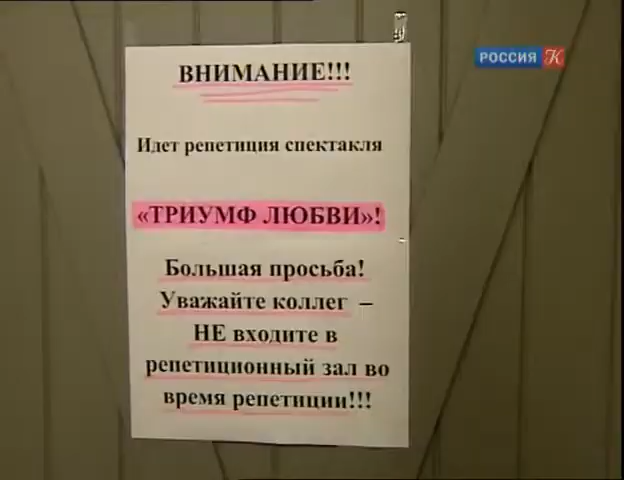 РОССИЯ К
ВНИМАНИЕ!!!
Идет репетиция спектакля
«ТРИУМФ ЛЮБВИ»!
Большая просьба!
Уважайте коллег –
НЕ входите в
репетиционный зал во
время репетиции!!!